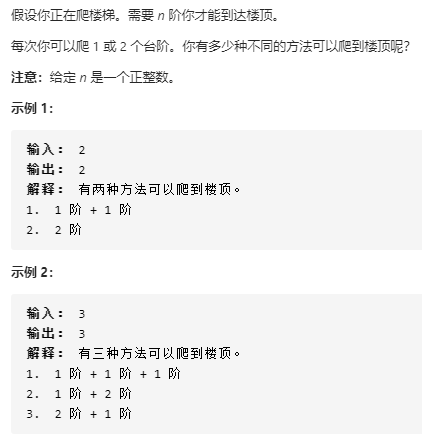 假设你正在爬楼梯。需要 n 阶你才能到达楼顶。
每次你可以爬 1 或 2 个台阶。你有多少种不同的方法可以爬到楼顶呢？
注意：给定 n 是一个正整数。
示例 1：
输入： 2
输出： 2
解释： 有两种方法可以爬到楼顶。
1. 1 阶 + 1 阶
2. 2 阶
示例 2：
输入： 3
输出： 3
解释： 有三种方法可以爬到楼顶。
1. 1 阶 + 1 阶 + 1 阶
2. 1 阶 + 2 阶
3. 2 阶 + 1 阶